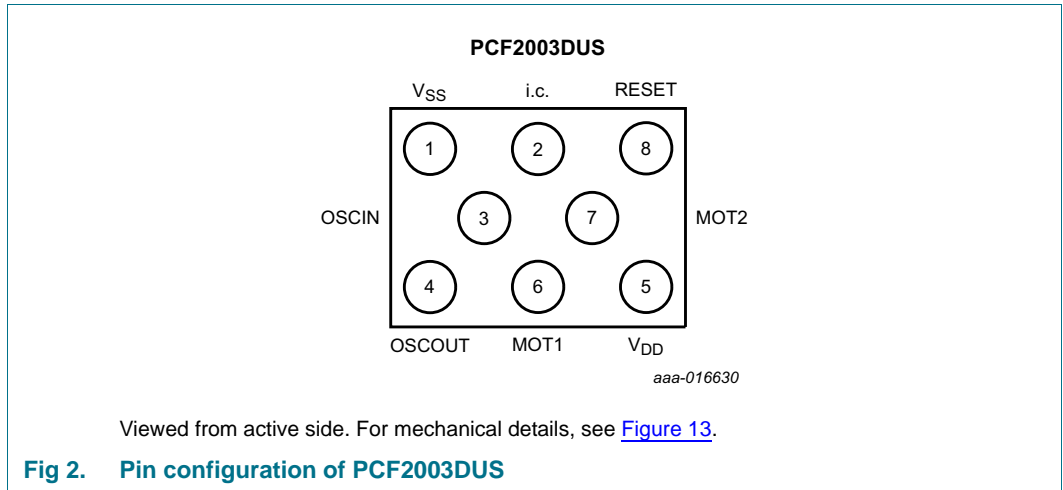 PCF2003DUS
VSS i.c. RESET
1 2 8
OSCIN 3 7 MOT2
4 6 5
OSCOUT MOT1 VDD
aaa-016630
Viewed from active side. For mechanical details, see Figure 13.
Fig 2. Pin configuration of PCF2003DUS